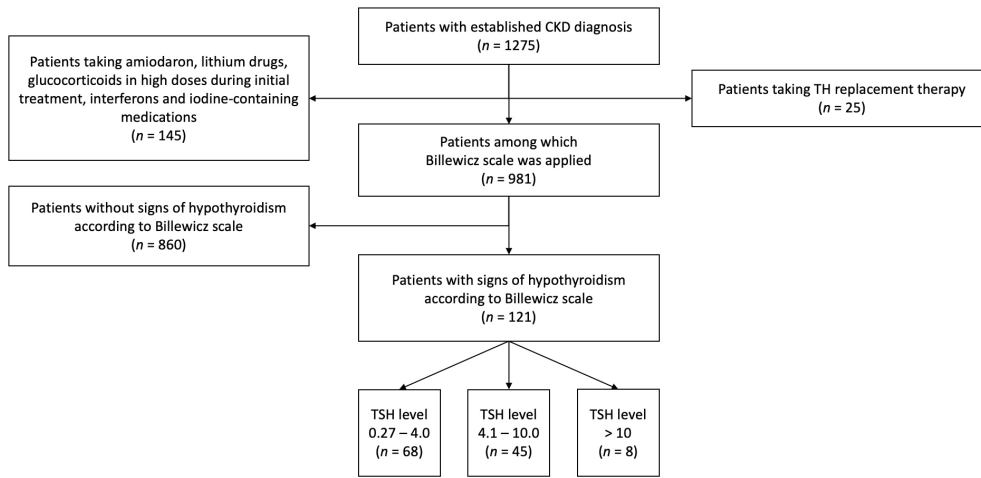 Patients with established CKD diagnosis
(n = 1275)
Patients taking amiodaron, lithium drugs,
glucocorticoids in high doses during initial
treatment, interferons and iodine-containing
medications
(n = 145)
Patients taking TH replacement therapy
(n = 25)
Patients among which
Billewicz scale was applied
(n = 981)
Patients without signs of hypothyroidism
according to Billewicz scale
(n = 860)
Patients with signs of hypothyroidism
according to Billewicz scale
(n = 121)
TSH level
0.27 – 4.0
(n = 68)
TSH level
4.1 – 10.0
(n = 45)
TSH level
> 10
(n = 8)